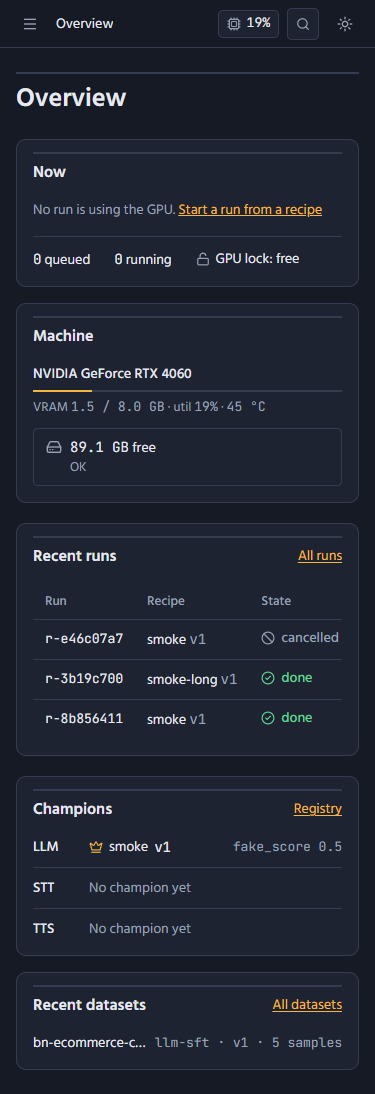 Overview 19%
Overview
Now
No run is using the GPU. Start a run from a recipe
0 queued 0 running GPU lock: free
Machine
NVIDIA GeForce RTX 4060
VRAM 1.5 / 8.0 GB · util 19% · 45 °C
89.1 GB free
OK
Recent runs All runs
Run Recipe State
r-e46c07a7 smoke v1 cancelled
r-3b19c700 smoke-long v1 done
r-8b856411 smoke v1 done
Champions Registry
LLM smoke v1 fake_score 0.5
STT No champion yet
TTS No champion yet
Recent datasets All datasets
bn-ecommerce-c... llm-sft · v1 · 5 samples